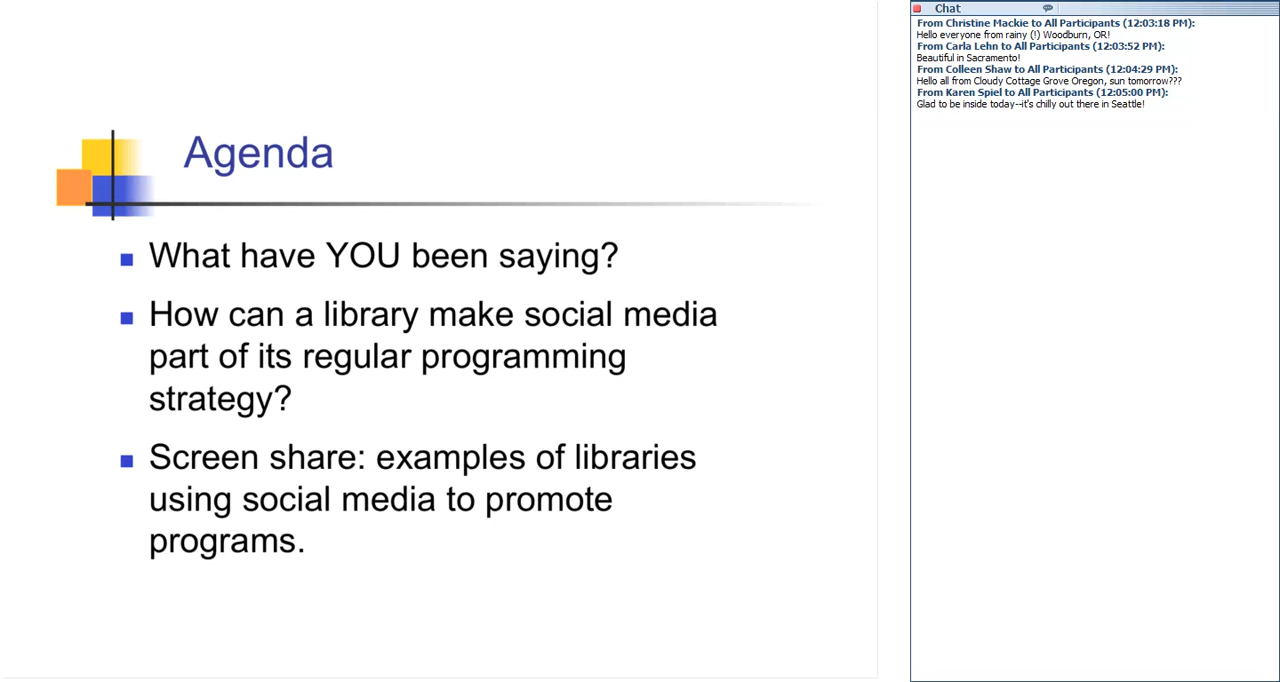 Agenda
What have YOU been saying?
How can a library make social media
part of its regular programming
strategy?
Screen share: examples of libraries
using social media to promote
programs.
Chat
From Christine Mackie to All Participants (12:03:18 PM):
Hello everyone from rainy (!) Woodburn, OR!
From Carla Lehn to All Participants (12:03:52 PM):
Beautiful in Sacramento!
From Colleen Shaw to All Participants (12:04:29 PM):
Hello all from Cloudy Cottage Grove Oregon, sun tomorrow???
From Karen Spiel to All Participants (12:05:00 PM):
Glad to be inside today--it's chilly out there in Seattle!